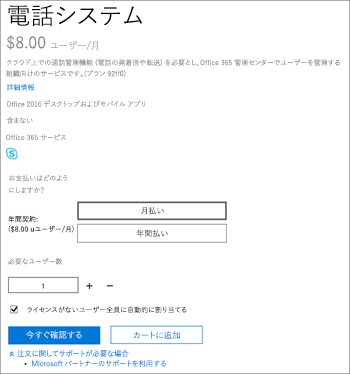 電話システム
$8.00 ユーザー/月
クラウド上での通話管理機能 (電話の発着信や転送) を必要とし、Office 365 管理センターでユーザーを管理する
組織向けのサービスです。(プラン 92ff0)
詳細情報
Office 2016 デスクトップおよびモバイル アプリ
含まない
Office 365 サービス
お支払いはどのよう
にしますか?
年間契約:
($8.00 uユーザー/月)
月払い
年間払い
必要なユーザー数
1 + −
ライセンスがないユーザー全員に自動的に割り当てる
今すぐ確認する カートに追加
注文に関してサポートが必要な場合
• Microsoft パートナーのサポートを利用する